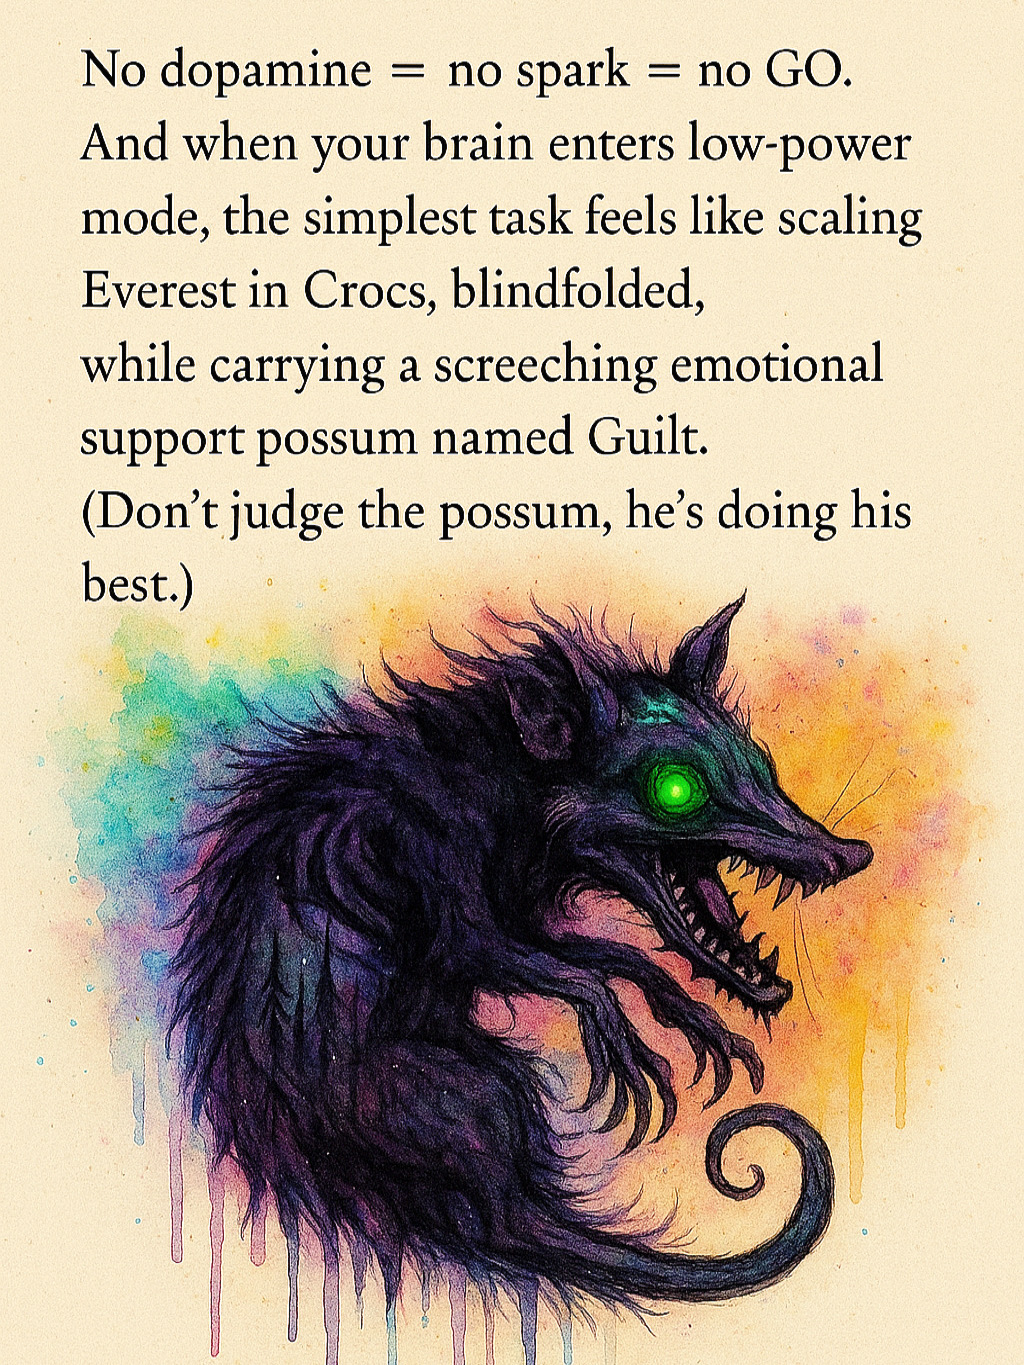 No dopamine = no spark = no GO.
And when your brain enters low-power
mode, the simplest task feels like scaling
Everest in Crocs, blindfolded,
while carrying a screeching emotional
support possum named Guilt.
(Don’t judge the possum, he’s doing his
best.)